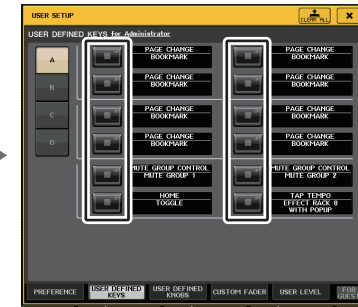 USER SETUP
CLEAR ALL
USER DEFINED KEYS for Administrator
A
B
C
D
PAGE CHANGE
BOOKMARK
PAGE CHANGE
BOOKMARK
PAGE CHANGE
BOOKMARK
PAGE CHANGE
BOOKMARK
PAGE CHANGE
BOOKMARK
PAGE CHANGE
BOOKMARK
PAGE CHANGE
BOOKMARK
PAGE CHANGE
BOOKMARK
MUTE GROUP CONTROL
MUTE GROUP 1
MUTE GROUP CONTROL
MUTE GROUP 2
HOME
TOGGLE
TAP TEMPO
EFFECT RACK 8
WITH POPUP
PREFERENCE
USER DEFINED
KEYS
USER DEFINED
KNOBS
CUSTOM FADER
USER LEVEL
FOR
GUEST